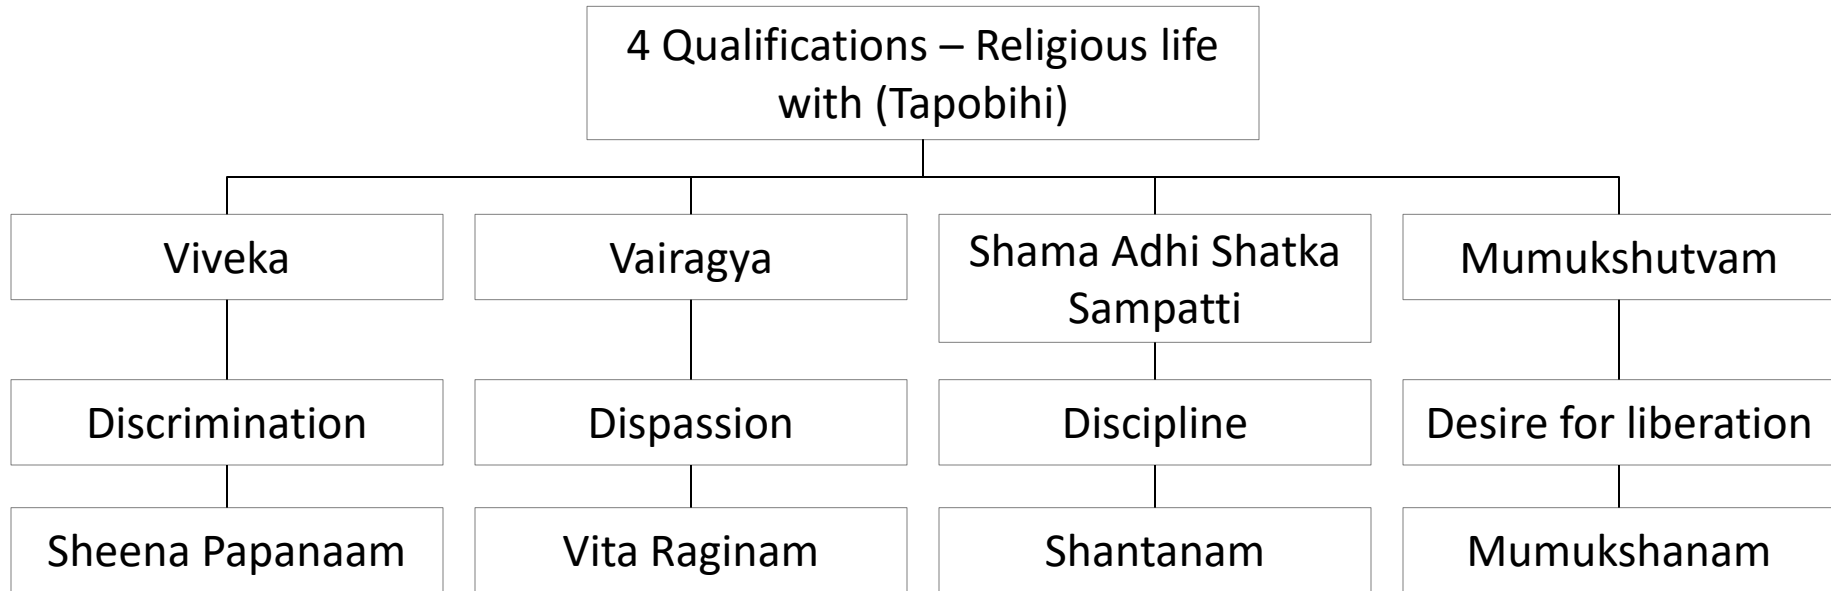 4 Qualifications – Religious life
with (Tapobihi)
Viveka
Vairagya
Shama Adhi Shatka
Sampatti
Mumukshutvam
Discrimination
Dispassion
Discipline
Desire for liberation
Sheena Papanaam
Vita Raginam
Shantanam
Mumukshanam